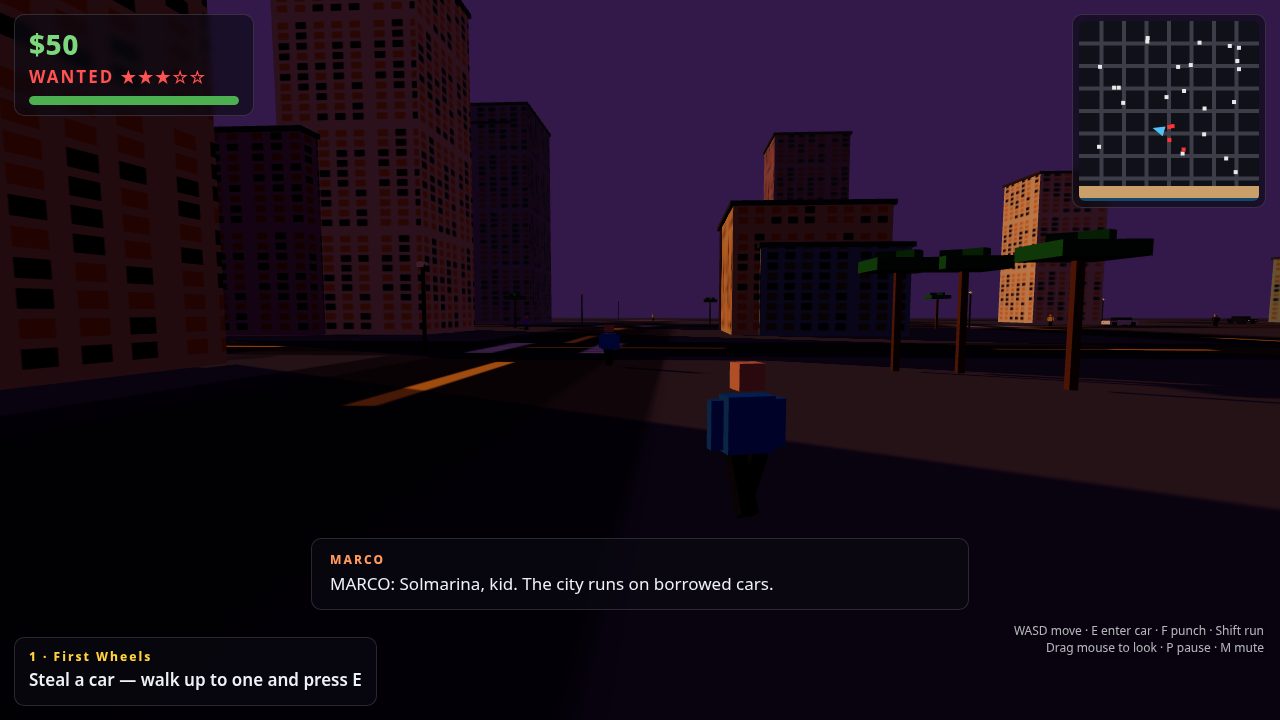 $50
WANTED ★★★☆☆
MARCO
MARCO: Solmarina, kid. The city runs on borrowed cars.
1 · First Wheels
Steal a car — walk up to one and press E
WASD move · E enter car · F punch · Shift run
Drag mouse to look · P pause · M mute